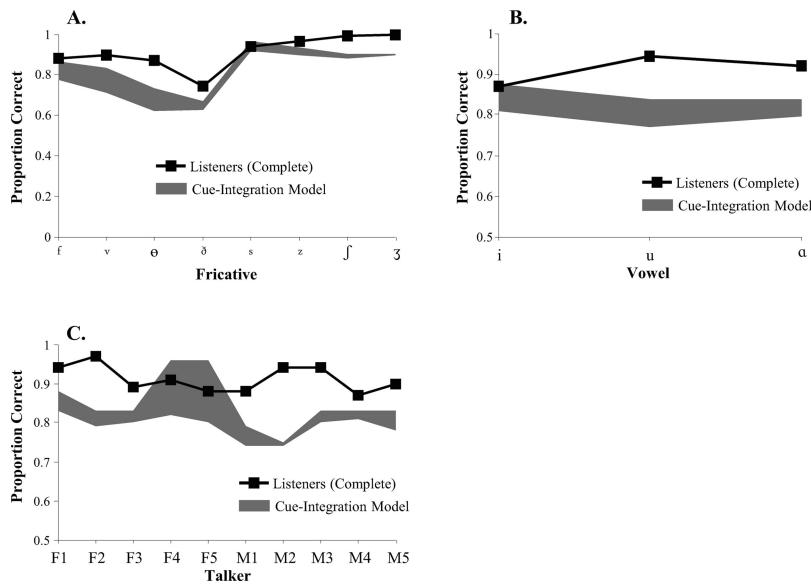 A.
Proportion Correct
1
0.8
0.6
0.4
0.2
0
Listeners (Complete)
Cue-Integration Model
f v ɵ ð s z ʃ ʒ
Fricative
B.
Proportion Correct
1
0.9
0.8
0.7
0.6
0.5
Listeners (Complete)
Cue-Integration Model
i u ɑ
Vowel
C.
Proportion Correct
1
0.9
0.8
0.7
0.6
0.5
Listeners (Complete)
Cue-Integration Model
F1 F2 F3 F4 F5 M1 M2 M3 M4 M5
Talker